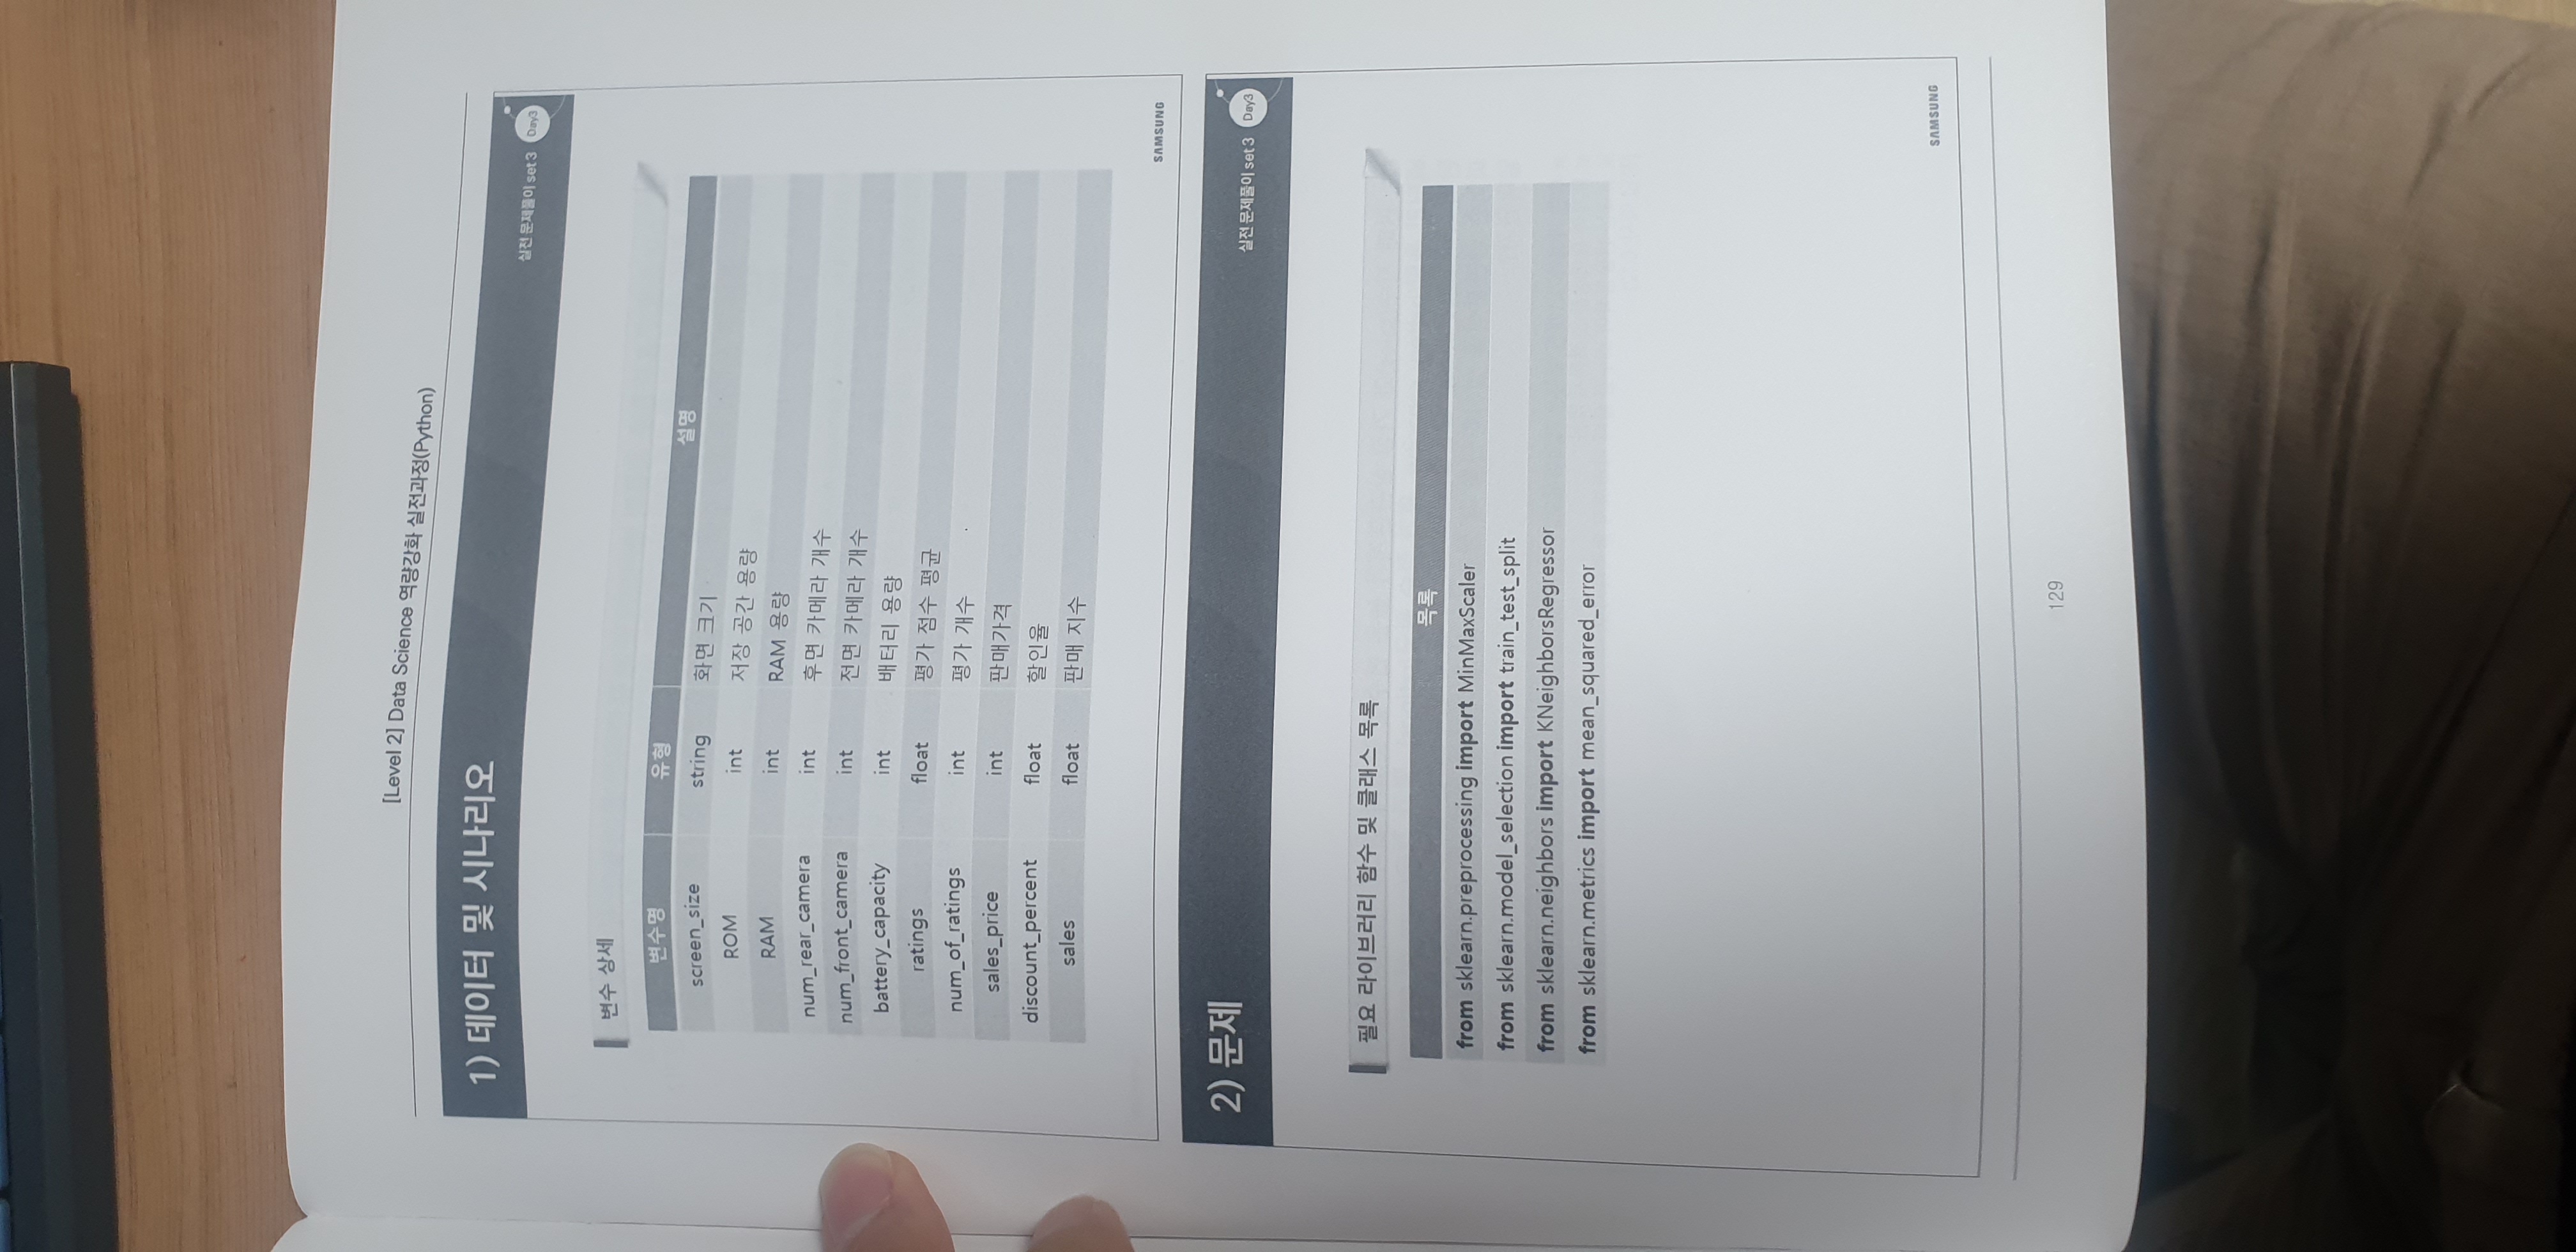 [Level 2] Data Science 역량강화 실전과정(Python)
1) 데이터 및 시나리오
실전 문제풀이 set 3 Day3
변수 상세
변수명 유형 설명
screen_size string 화면 크기
ROM int 저장 공간 용량
RAM int RAM 용량
num_rear_camera int 후면 카메라 개수
num_front_camera int 전면 카메라 개수
battery_capacity int 배터리 용량
ratings float 평가 점수 평균
num_of_ratings int 평가 개수
sales_price int 판매가격
discount_percent float 할인율
sales float 판매 지수
SAMSUNG
2) 문제
실전 문제풀이 set 3 Day3
필요 라이브러리 함수 및 클래스 목록
목록
from sklearn.preprocessing import MinMaxScaler
from sklearn.model_selection import train_test_split
from sklearn.neighbors import KNeighborsRegressor
from sklearn.metrics import mean_squared_error
SAMSUNG
129